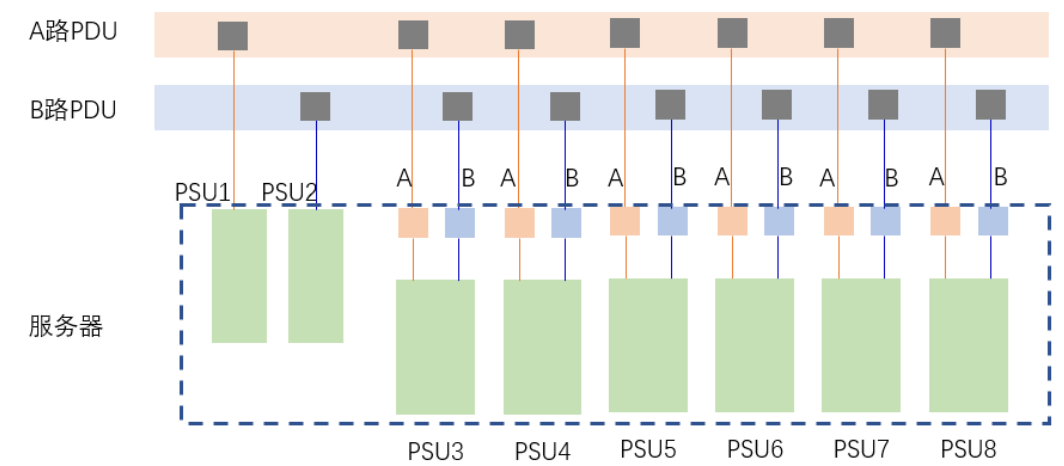 A路PDU
B路PDU
PSU1 PSU2 A B A B A B A B A B A B
服务器
PSU3 PSU4 PSU5 PSU6 PSU7 PSU8